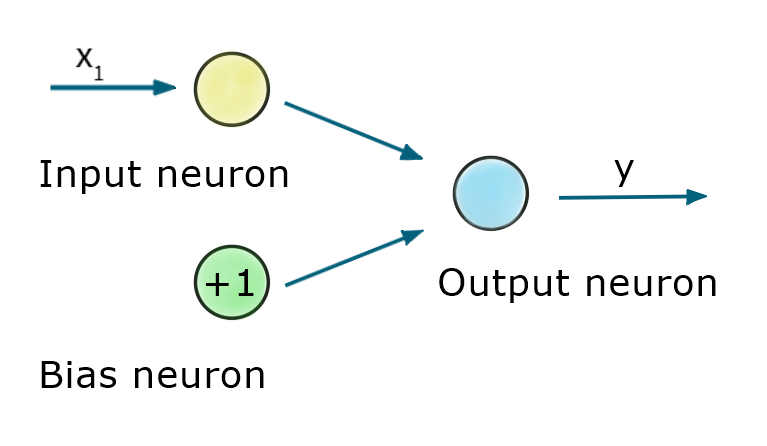 x₁
Input neuron
y
+1
Output neuron
Bias neuron